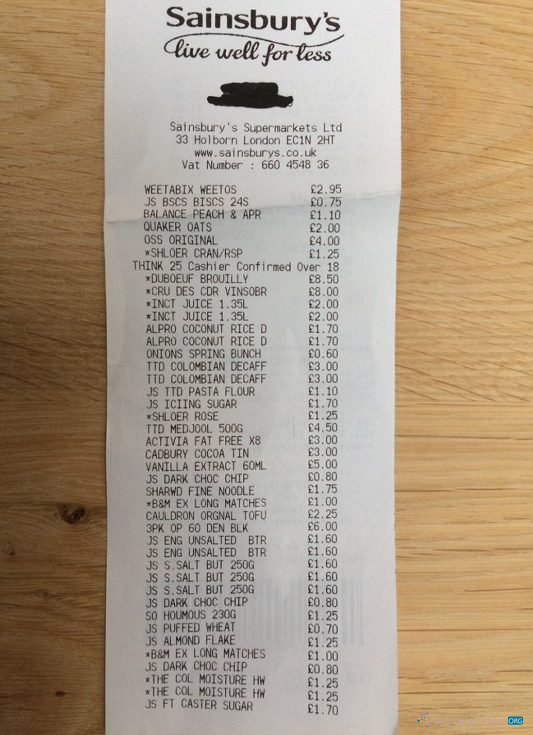 Sainsbury's
live well for less
Sainsbury's Supermarkets Ltd
33 Holborn London EC1N 2HT
www.sainsburys.co.uk
Vat Number : 660 4548 36
WEETABIX WEETOS £2.95
JS BSCS BISCS 24S £0.75
BALANCE PEACH & APR £1.10
QUAKER OATS £2.00
OSS ORIGINAL £4.00
*SHLOER CRAN/RSP £1.25
THINK 25 Cashier Confirmed Over 18
*DUBOEUF BROUILLY £8.50
*CRU DES CDR VINSOBR £8.00
*INCT JUICE 1.35L £2.00
*INCT JUICE 1.35L £2.00
ALPRO COCONUT RICE D £1.70
ALPRO COCONUT RICE D £1.70
ONIONS SPRING BUNCH £0.60
TTD COLOMBIAN DECAFF £3.00
TTD COLOMBIAN DECAFF £3.00
JS TTD PASTA FLOUR £1.10
JS ICIING SUGAR £1.70
*SHLOER ROSE £1.25
TTD MEDJOOL 500G £4.50
ACTIVIA FAT FREE X8 £3.00
CADBURY COCOA TIN £3.00
VANILLA EXTRACT 60ML £5.00
JS DARK CHOC CHIP £0.80
SHARWD FINE NOODLE £1.75
*B&M EX LONG MATCHES £1.00
CAULDRON ORGNAL TOFU £2.25
3PK OP 60 DEN BLK £6.00
JS ENG UNSALTED BTR £1.60
JS ENG UNSALTED BTR £1.60
JS S.SALT BUT 250G £1.60
JS S.SALT BUT 250G £1.60
JS S.SALT BUT 250G £1.60
JS DARK CHOC CHIP £0.80
SO HOUMOUS 230G £1.25
JS PUFFED WHEAT £0.70
JS ALMOND FLAKE £1.25
*B&M EX LONG MATCHES £1.00
JS DARK CHOC CHIP £0.80
*THE COL MOISTURE HW £1.25
*THE COL MOISTURE HW £1.25
JS FT CASTER SUGAR £1.70
ORG